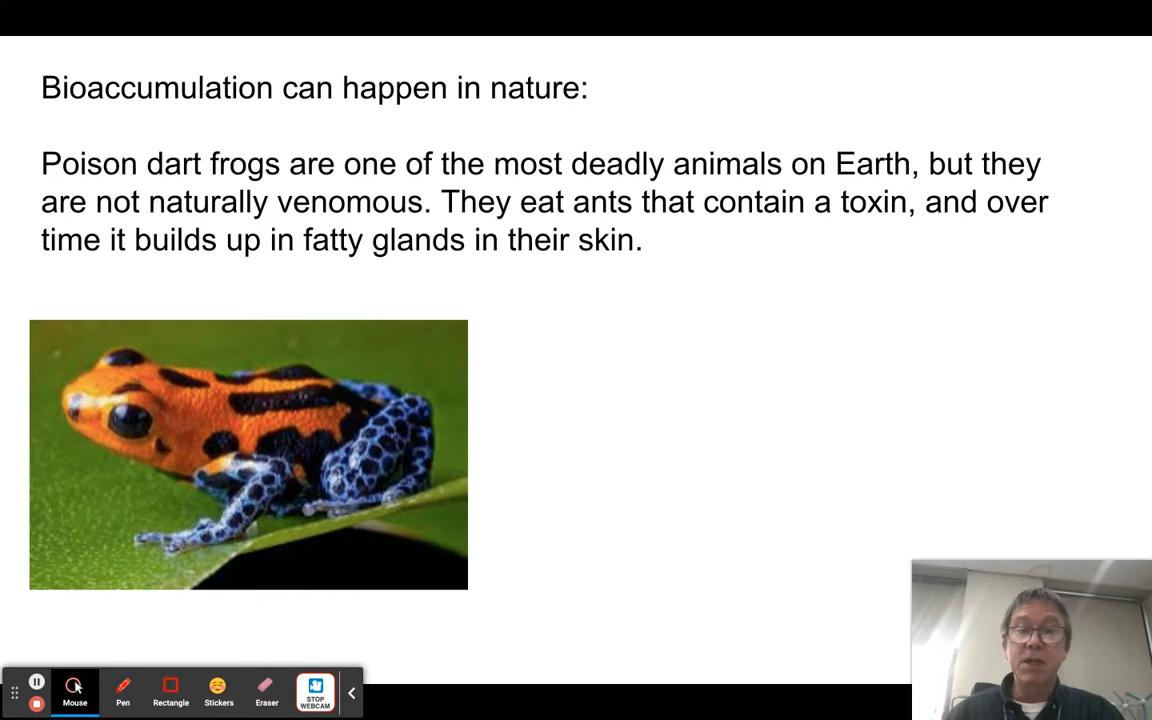 Bioaccumulation can happen in nature:
Poison dart frogs are one of the most deadly animals on Earth, but they
are not naturally venomous. They eat ants that contain a toxin, and over
time it builds up in fatty glands in their skin.
Mouse
Pen
Rectangle
Stickers
Eraser
STOP
WEBCAM